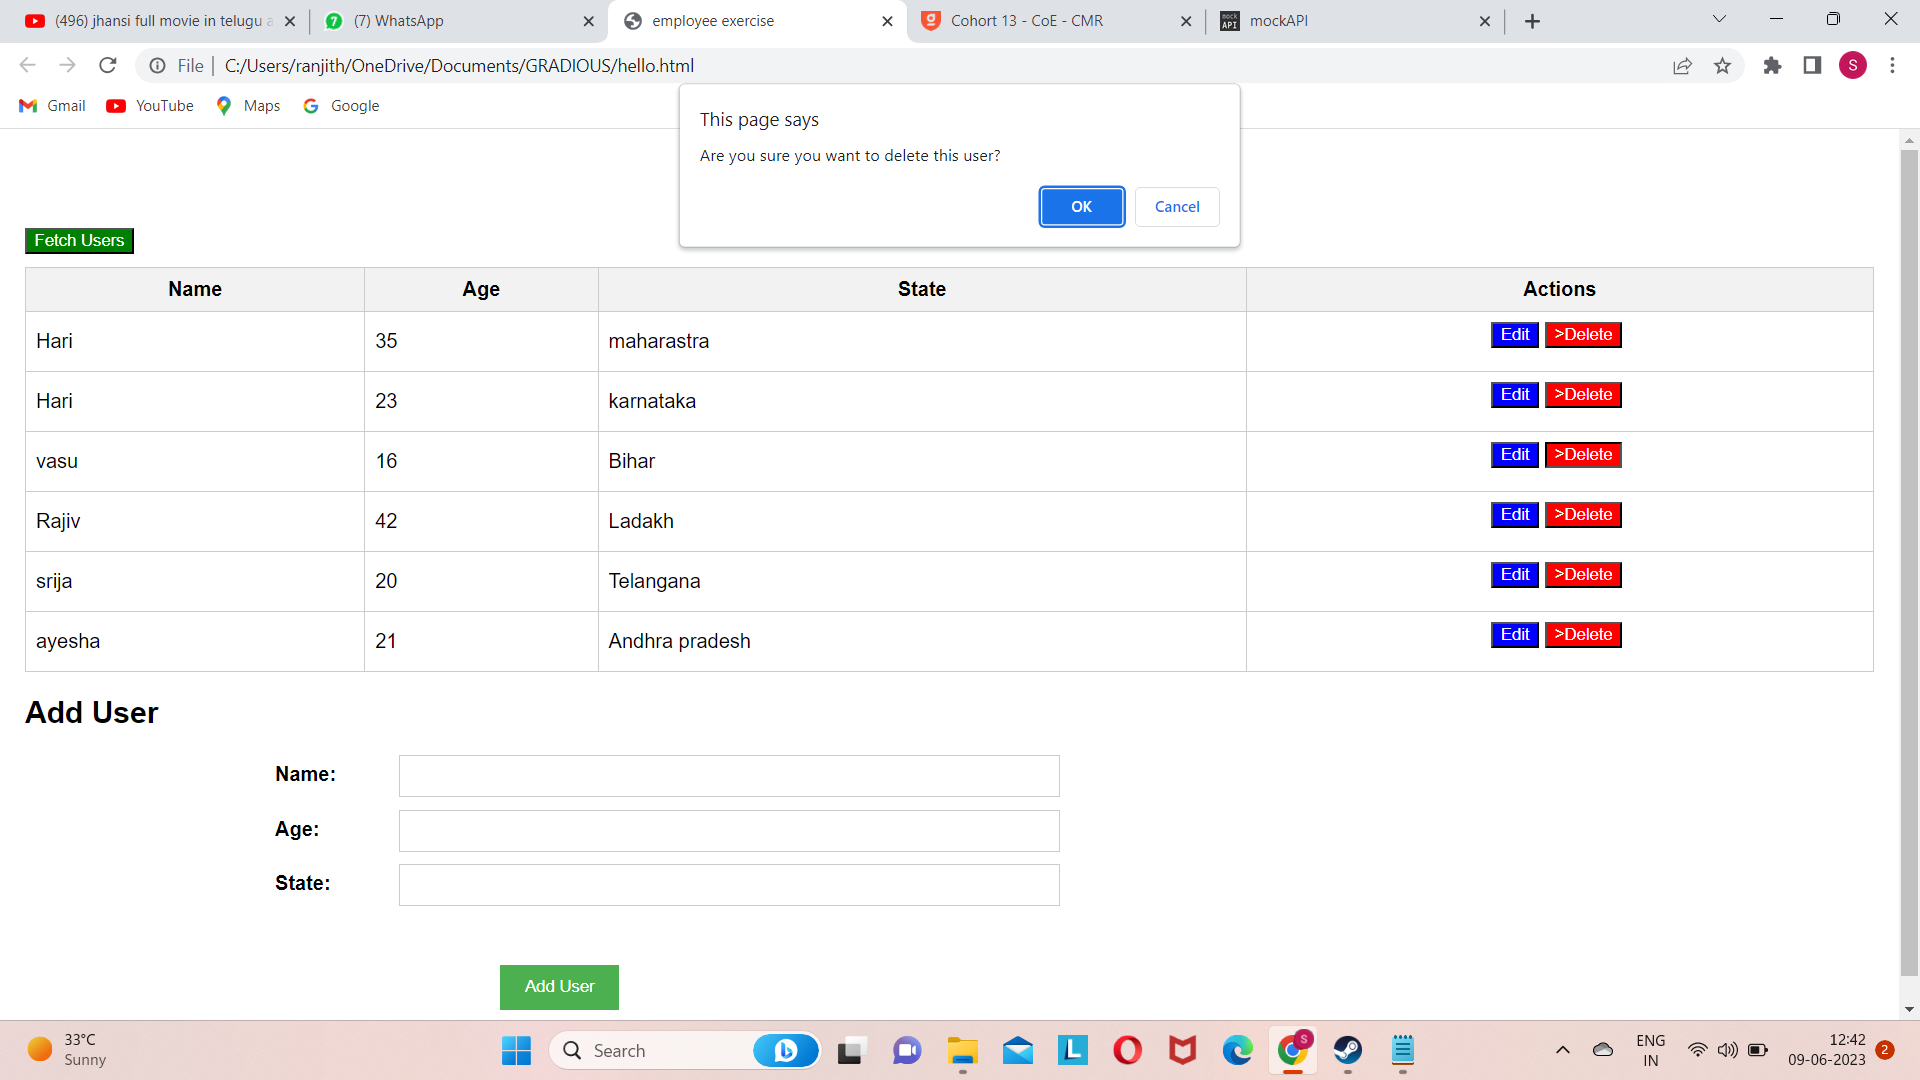 (496) jhansi full movie in telugu a
(7) WhatsApp
employee exercise
Cohort 13 - CoE - CMR
mock API
mockAPI
File
C:/Users/ranjith/OneDrive/Documents/GRADIOUS/hello.html
S
Gmail
YouTube
Maps
Google
This page says
Are you sure you want to delete this user?
OK
Cancel
Fetch Users
Name Age State Actions
Hari 35 maharastra Edit >Delete
Hari 23 karnataka Edit >Delete
vasu 16 Bihar Edit >Delete
Rajiv 42 Ladakh Edit >Delete
srija 20 Telangana Edit >Delete
ayesha 21 Andhra pradesh Edit >Delete
Add User
Name:
Age:
State:
Add User
33°C
Sunny
Search
L
S
ENG
IN
12:42
09-06-2023
2